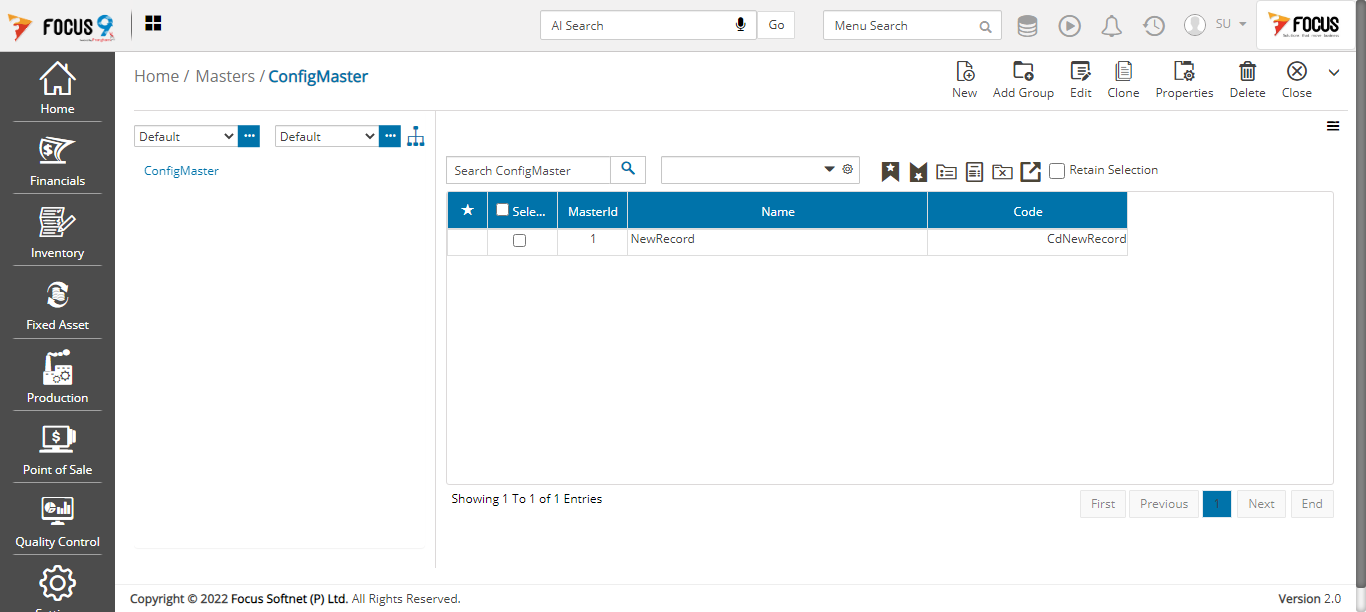 FOCUS 9
AI Search
Go
Menu Search
SU
FOCUS
Home / Masters / ConfigMaster
New
Add Group
Edit
Clone
Properties
Delete
Close
Home
Financials
Inventory
Fixed Asset
Production
Point of Sale
Quality Control
Default
Default
ConfigMaster
Search ConfigMaster
Retain Selection
Sele... MasterId Name Code
1 NewRecord CdNewRecord
Showing 1 To 1 of 1 Entries
First Previous 1 Next End
Copyright © 2022 Focus Softnet (P) Ltd. All Rights Reserved.
Version 2.0